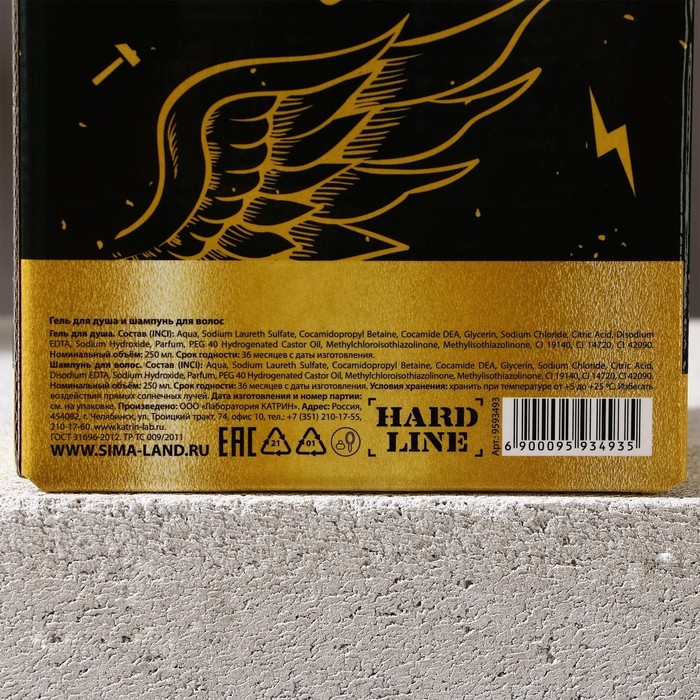 Гель для душа и шампунь для волос
Гель для душа. Состав (INCI): Aqua, Sodium Laureth Sulfate, Cocamidopropyl Betaine, Cocamide DEA, Glycerin, Sodium Chloride, Citric Acid, Disodium
EDTA, Sodium Hydroxide, Parfum, PEG 40 Hydrogenated Castor Oil, Methylchloroisothiazolinone, Methylisothiazolinone, CI 19140, CI 14720, CI 42090.
Номинальный объём: 250 мл. Срок годности: 36 месяцев с даты изготовления.
Шампунь для волос. Состав (INCI): Aqua, Sodium Laureth Sulfate, Cocamidopropyl Betaine, Cocamide DEA, Glycerin, Sodium Chloride, Citric Acid,
Disodium EDTA, Sodium Hydroxide, Parfum, PEG 40 Hydrogenated Castor Oil, Methylchloroisothiazolinone, Methylisothiazolinone, CI 19140, CI 14720, CI 42090.
Номинальный объём: 250 мл. Срок годности: 36 месяцев с даты изготовления. Условия хранения: хранить при температуре от +5 до +25 °С. Избегать
воздействия прямых солнечных лучей. Дата изготовления и номер партии:
см. на упаковке. Произведено: ООО «Лаборатория КАТРИН». Адрес: Россия,
454082, г. Челябинск, ул. Троицкий тракт, 74, офис 10, тел.: +7 (351) 210-17-55,
210-17-60. www.katrin-lab.ru
ГОСТ 31696-2012. ТР ТС 009/2011
WWW.SIMA-LAND.RU
EAC
21
01
HARD
LINE
Арт.: 9593493
6 900095 934935